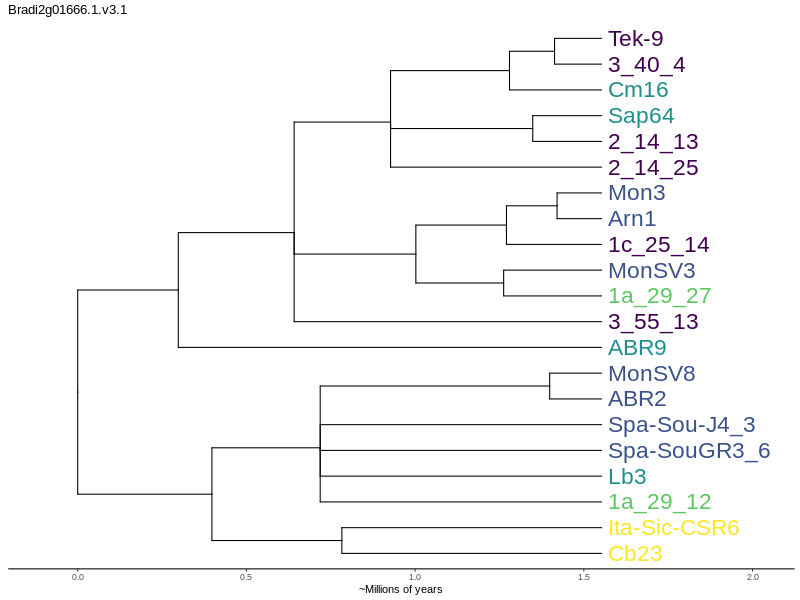 Bradi2g01666.1.v3.1
Tek-9
3_40_4
Cm16
Sap64
2_14_13
2_14_25
Mon3
Arn1
1c_25_14
MonSV3
1a_29_27
3_55_13
ABR9
MonSV8
ABR2
Spa-Sou-J4_3
Spa-SouGR3_6
Lb3
1a_29_12
Ita-Sic-CSR6
Cb23
0.0 0.5 1.0 1.5 2.0
~Millions of years